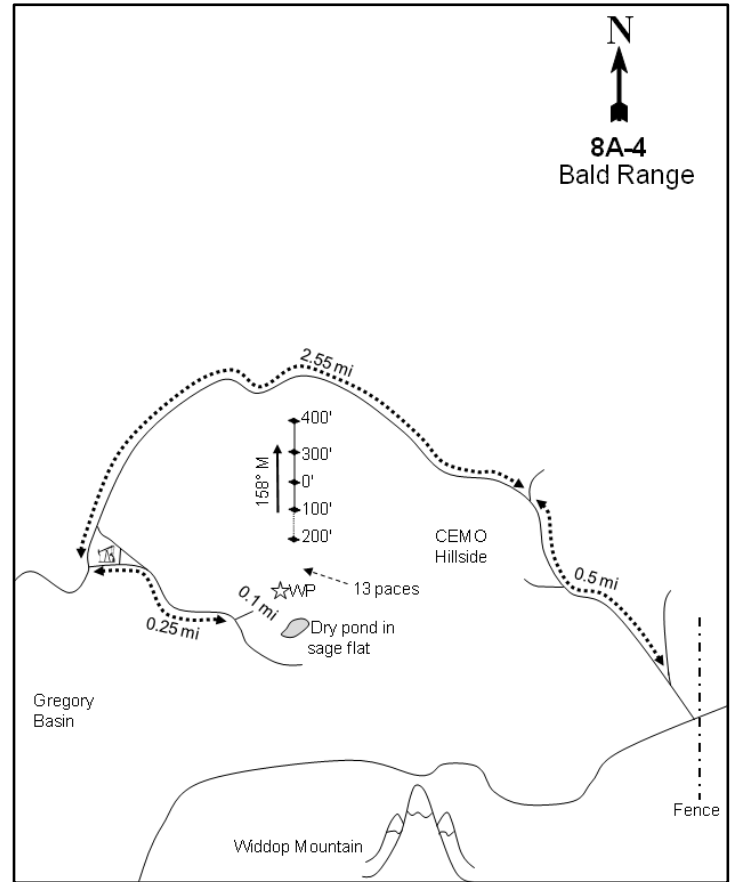 N
8A-4
Bald Range
2.55 mi
400'
300'
158° M
0'
100'
200'
CEMO
Hillside
13 paces
WP
0.5 mi
0.1 mi
0.25 mi
Dry pond in
sage flat
Gregory
Basin
Fence
Widdop Mountain